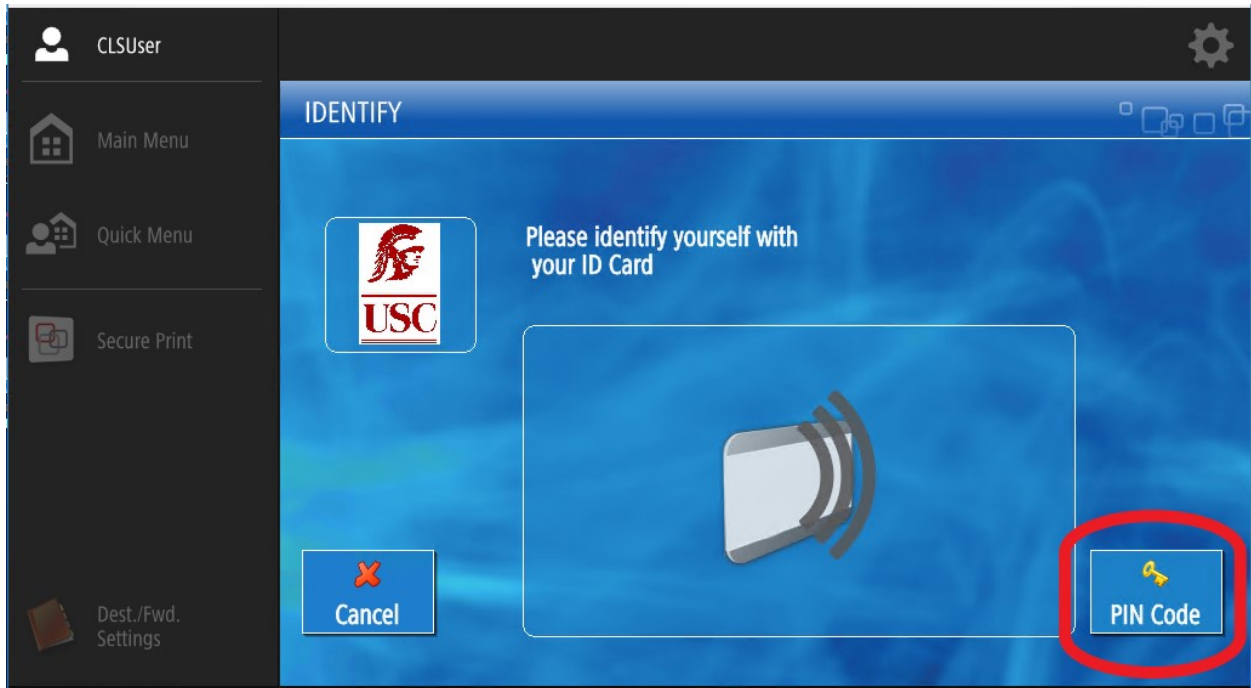 CLSUser
Main Menu
Quick Menu
Secure Print
Dest./Fwd.
Settings
IDENTIFY
USC
Please identify yourself with
your ID Card
Cancel
PIN Code